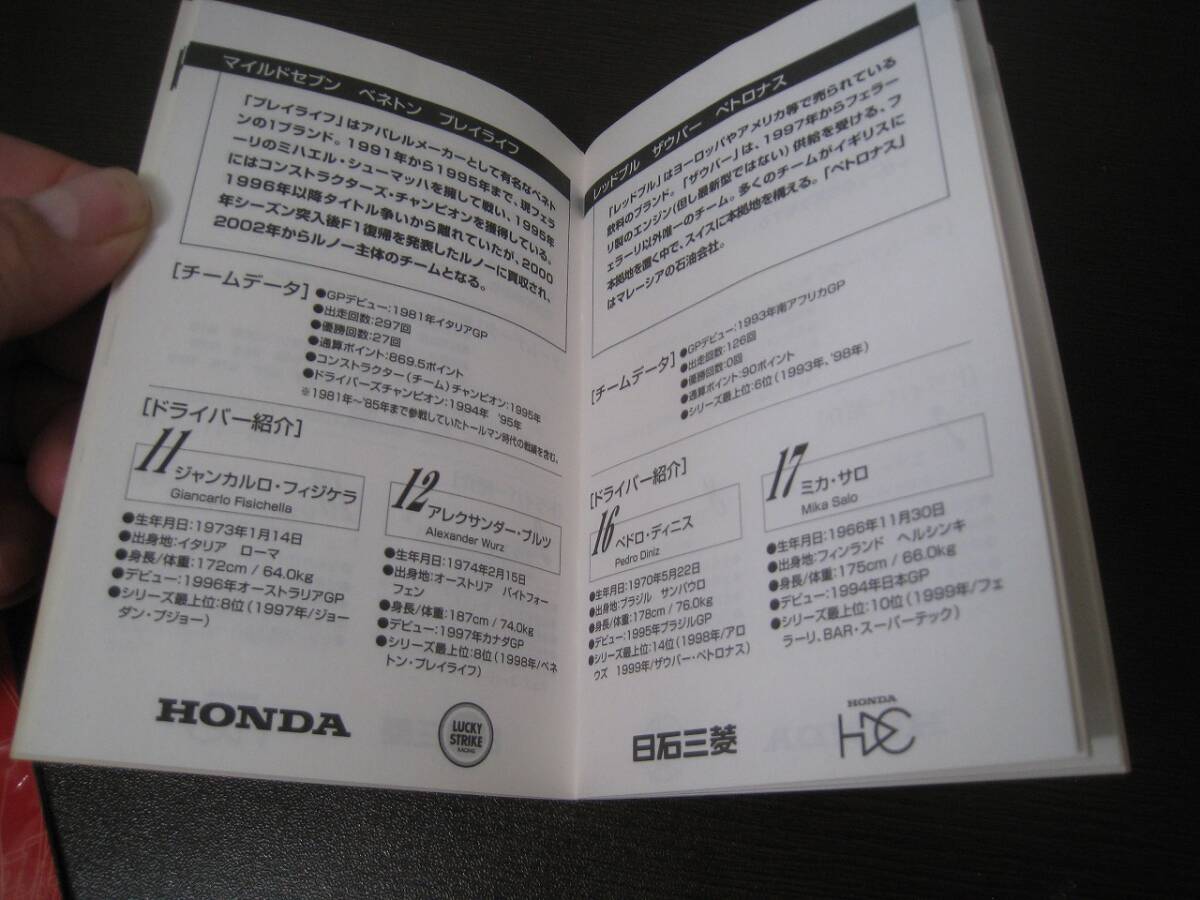 マイルドセブン ベネトン プレイライフ
「プレイライフ」はアパレルメーカーとして有名なベネト
ンの1ブランド。1991年から1995年まで、現フェラ
ーリのミハエル・シューマッハを擁して戦い、1995年
にはコンストラクターズ・チャンピオンを獲得している。
1996年以降タイトル争いから離れていたが、2000
年シーズン突入後F1復帰を発表したルノーに買収され、
2002年からルノー主体のチームとなる。
[チームデータ]
●GPデビュー:1981年イタリアGP
●出走回数:297回
●優勝回数:27回
●通算ポイント:869.5ポイント
●コンストラクター(チーム)チャンピオン:1995年
●ドライバーズチャンピオン:1994年 '95年
※1981年～'85年まで参戦していたトールマン時代の戦績を含む。
[ドライバー紹介]
11 ジャンカルロ・フィジケラ
Giancarlo Fisichella
●生年月日:1973年1月14日
●出身地:イタリア ローマ
●身長/体重:172cm / 64.0kg
●デビュー:1996年オーストラリアGP
●シリーズ最上位:8位(1997年/ジョー
ダン・プジョー)
12 アレクサンダー・ブルツ
Alexander Wurz
●生年月日:1974年2月15日
●出身地:オーストリア バイトフォー
フェン
●身長/体重:187cm / 74.0kg
●デビュー:1997年カナダGP
●シリーズ最上位:8位(1998年/ベネ
トン・プレイライフ)
HONDA
LUCKY
STRIKE
RACING
レッドブル ザウバー ペトロナス
「レッドブル」はヨーロッパやアメリカ等で売られている
飲料のブランド。「ザウバー」は、1997年からフェラー
リ製のエンジン(但し最新型ではない)供給を受ける、フ
ェラーリ以外唯一のチーム。多くのチームがイギリスに
本拠地を置く中で、スイスに本拠地を構える。「ペトロナス」
はマレーシアの石油会社。
[チームデータ]
●GPデビュー:1993年南アフリカGP
●出走回数:126回
●優勝回数:0回
●通算ポイント:90ポイント
●シリーズ最上位:6位(1993年、'98年)
[ドライバー紹介]
16 ペドロ・ディニス
Pedro Diniz
●生年月日:1970年5月22日
●出身地:ブラジル サンパウロ
●身長/体重:178cm / 76.0kg
●デビュー:1995年ブラジルGP
●シリーズ最上位:14位(1998年/アロ
ウズ 1999年/ザウバー・ペトロナス)
17 ミカ・サロ
Mika Salo
●生年月日:1966年11月30日
●出身地:フィンランド ヘルシンキ
●身長/体重:175cm / 66.0kg
●デビュー:1994年日本GP
●シリーズ最上位:10位(1999年/フェ
ラーリ、BAR・スーパーテック)
日石三菱
HONDA
HDC